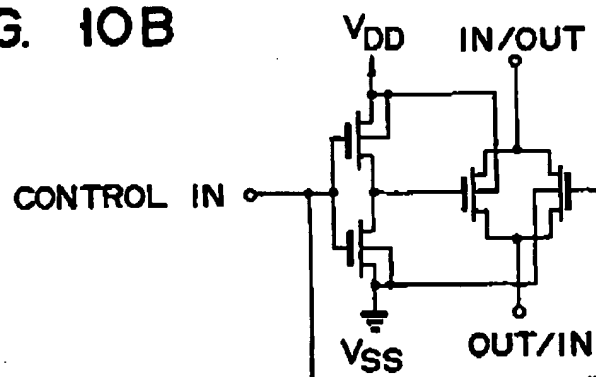 G. 10B
VDD
IN/OUT
CONTROL IN
VSS
OUT/IN